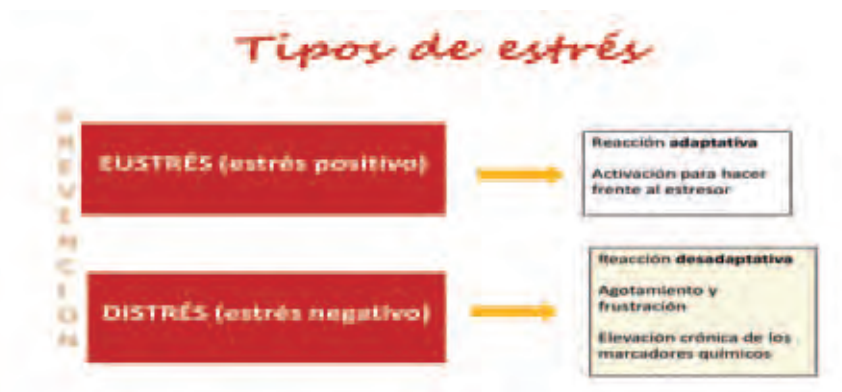 Tipos de estrés
PREVENCION
EUSTRÉS (estrés positivo)
Reacción adaptativa
Activación para hacer
frente al estresor
DISTRÉS (estrés negativo)
Reacción desadaptativa
Agotamiento y
frustración
Elevación crónica de los
marcadores químicos